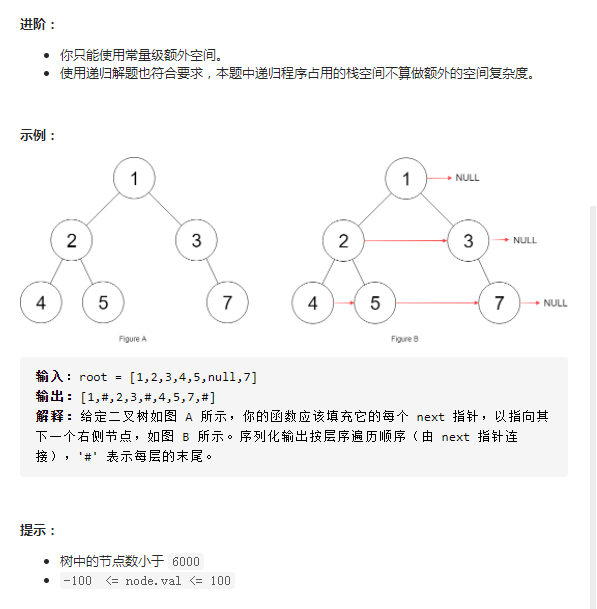 进阶：
你只能使用常量级额外空间。
使用递归解题也符合要求，本题中递归程序占用的栈空间不算做额外的空间复杂度。
示例：
1
2 3
4 5 7
Figure A
1 NULL
2 3 NULL
4 5 7 NULL
Figure B
输入：root = [1,2,3,4,5,null,7]
输出：[1,#,2,3,#,4,5,7,#]
解释：给定二叉树如图 A 所示，你的函数应该填充它的每个 next 指针，以指向其
下一个右侧节点，如图 B 所示。序列化输出按层序遍历顺序（由 next 指针连
接），'#' 表示每层的末尾。
提示：
树中的节点数小于 6000
-100 <= node.val <= 100